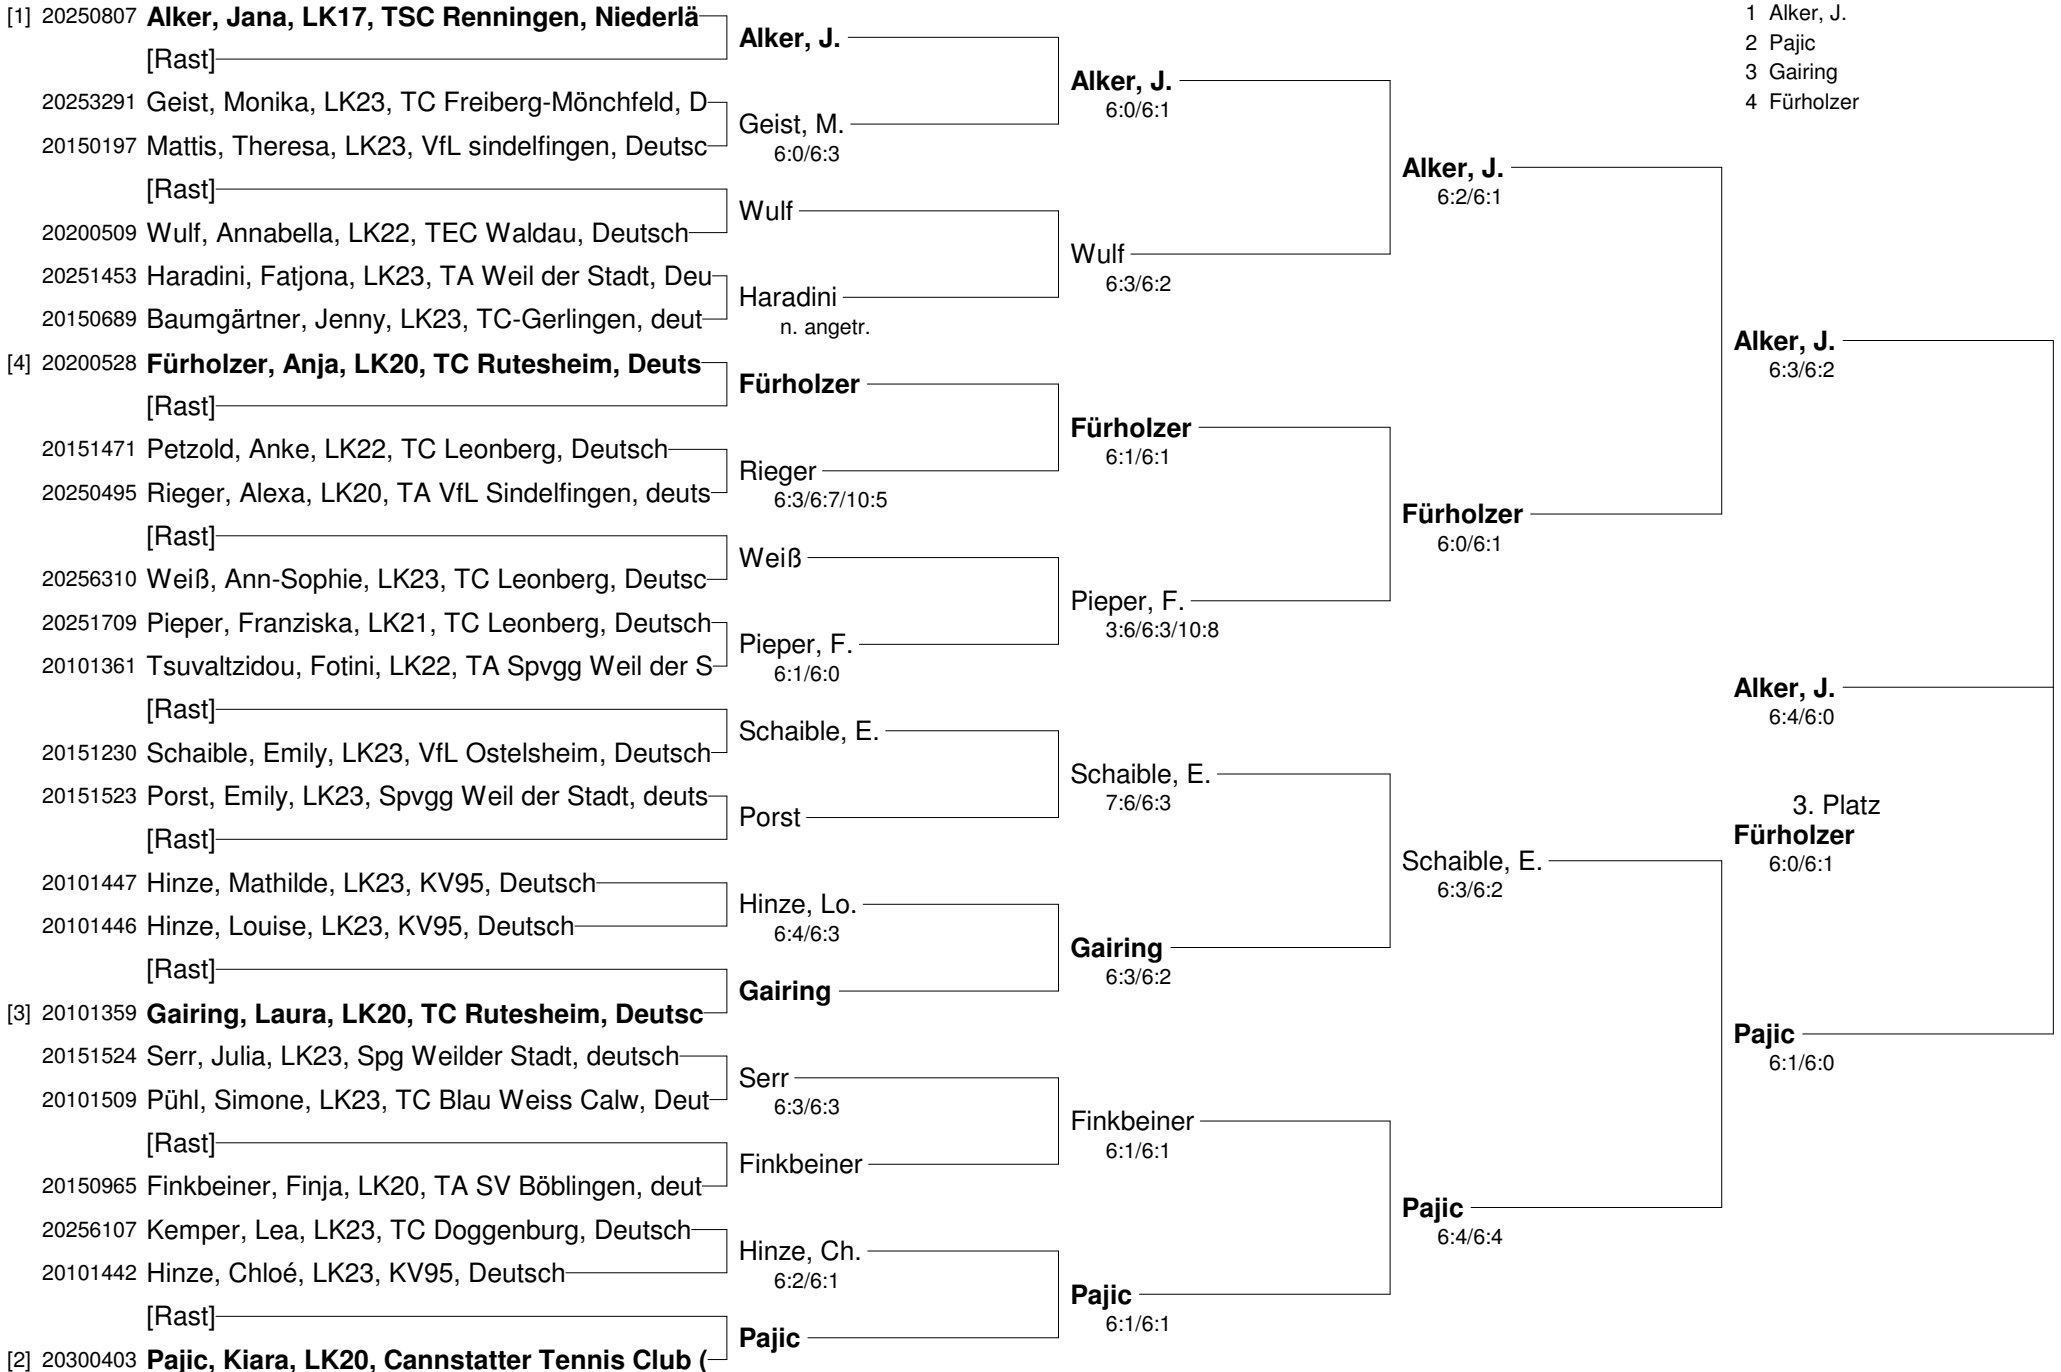 [1] 20250807 Alker, Jana, LK17, TSC Renningen, Niederlä
[Rast]
20253291 Geist, Monika, LK23, TC Freiberg-Mönchfeld, D
20150197 Mattis, Theresa, LK23, VfL sindelfingen, Deutsc
[Rast]
20200509 Wulf, Annabella, LK22, TEC Waldau, Deutsch
20251453 Haradini, Fatjona, LK23, TA Weil der Stadt, Deu
20150689 Baumgärtner, Jenny, LK23, TC-Gerlingen, deut
[4] 20200528 Fürholzer, Anja, LK20, TC Rutesheim, Deuts
[Rast]
20151471 Petzold, Anke, LK22, TC Leonberg, Deutsch
20250495 Rieger, Alexa, LK20, TA VfL Sindelfingen, deuts
[Rast]
20256310 Weiß, Ann-Sophie, LK23, TC Leonberg, Deutsc
20251709 Pieper, Franziska, LK21, TC Leonberg, Deutsch
20101361 Tsuvaltzidou, Fotini, LK22, TA Spvgg Weil der S
[Rast]
20151230 Schaible, Emily, LK23, VfL Ostelsheim, Deutsch
20151523 Porst, Emily, LK23, Spvgg Weil der Stadt, deuts
[Rast]
20101447 Hinze, Mathilde, LK23, KV95, Deutsch
20101446 Hinze, Louise, LK23, KV95, Deutsch
[Rast]
[3] 20101359 Gairing, Laura, LK20, TC Rutesheim, Deutsc
20151524 Serr, Julia, LK23, Spg Weilder Stadt, deutsch
20101509 Pühl, Simone, LK23, TC Blau Weiss Calw, Deut
[Rast]
20150965 Finkbeiner, Finja, LK20, TA SV Böblingen, deut
20256107 Kemper, Lea, LK23, TC Doggenburg, Deutsch
20101442 Hinze, Chloé, LK23, KV95, Deutsch
[Rast]
[2] 20300403 Pajic, Kiara, LK20, Cannstatter Tennis Club (
Alker, J.
Geist, M.
6:0/6:3
Wulf
Haradini
n. angetr.
Fürholzer
Rieger
6:3/6:7/10:5
Weiß
Pieper, F.
6:1/6:0
Schaible, E.
Porst
Hinze, Lo.
6:4/6:3
Gairing
Serr
6:3/6:3
Finkbeiner
Hinze, Ch.
6:2/6:1
Pajic
Alker, J.
6:0/6:1
Wulf
6:3/6:2
Fürholzer
6:1/6:1
Pieper, F.
3:6/6:3/10:8
Schaible, E.
7:6/6:3
Gairing
6:3/6:2
Finkbeiner
6:1/6:1
Pajic
6:1/6:1
Alker, J.
6:2/6:1
Fürholzer
6:0/6:1
Schaible, E.
6:3/6:2
Pajic
6:4/6:4
1 Alker, J.
2 Pajic
3 Gairing
4 Fürholzer
Alker, J.
6:3/6:2
Alker, J.
6:4/6:0
3. Platz
Fürholzer
6:0/6:1
Pajic
6:1/6:0